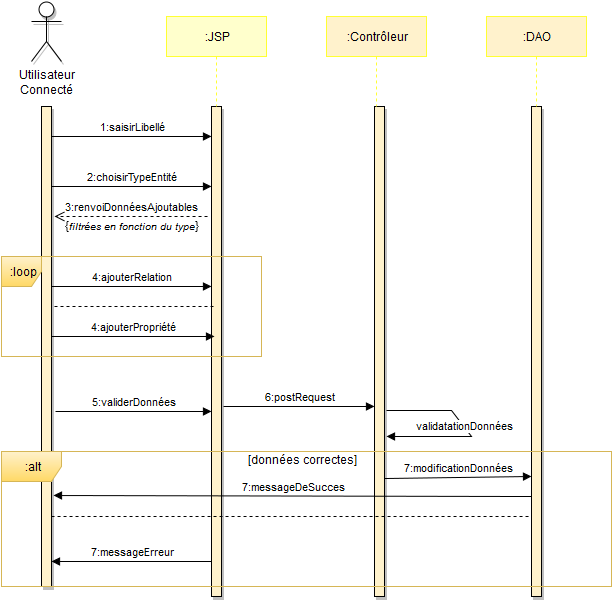 Utilisateur
Connecté
:JSP
:Contrôleur
:DAO
1:saisirLibellé
2:choisirTypeEntité
3:renvoiDonnéesAjoutables
{filtrées en fonction du type}
:loop
4:ajouterRelation
4:ajouterPropriété
5:validerDonnées
6:postRequest
validatationDonnées
:alt
[données correctes]
7:modificationDonnées
7:messageDeSucces
7:messageErreur